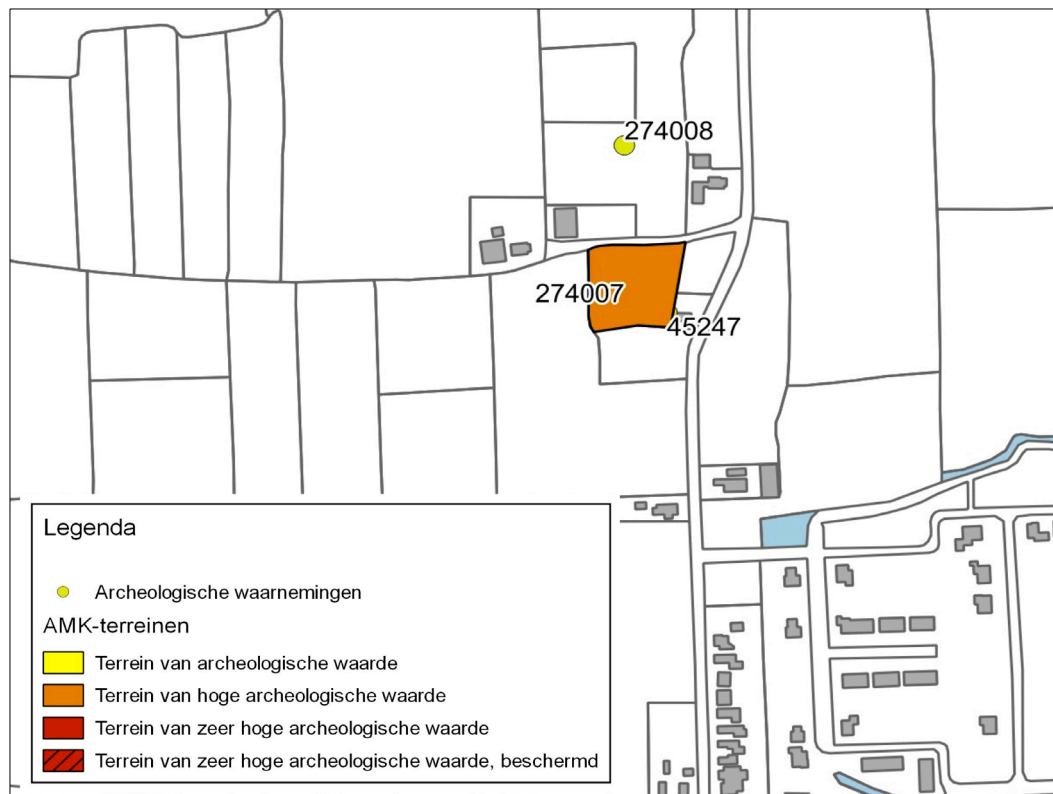 274008
274007
45247
Legenda
Archeologische waarnemingen
AMK-terreinen
Terrein van archeologische waarde
Terrein van hoge archeologische waarde
Terrein van zeer hoge archeologische waarde
Terrein van zeer hoge archeologische waarde, beschermd